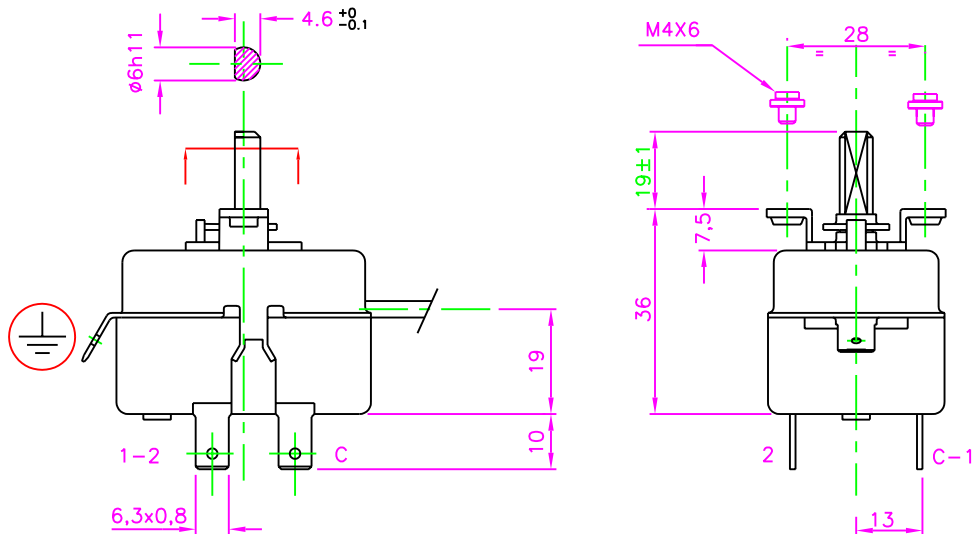 4.6 +0 -0.1
ø6h11
M4X6
28
=
=
19±1
7,5
36
19
10
1-2
C
6,3x0,8
2
C-1
13